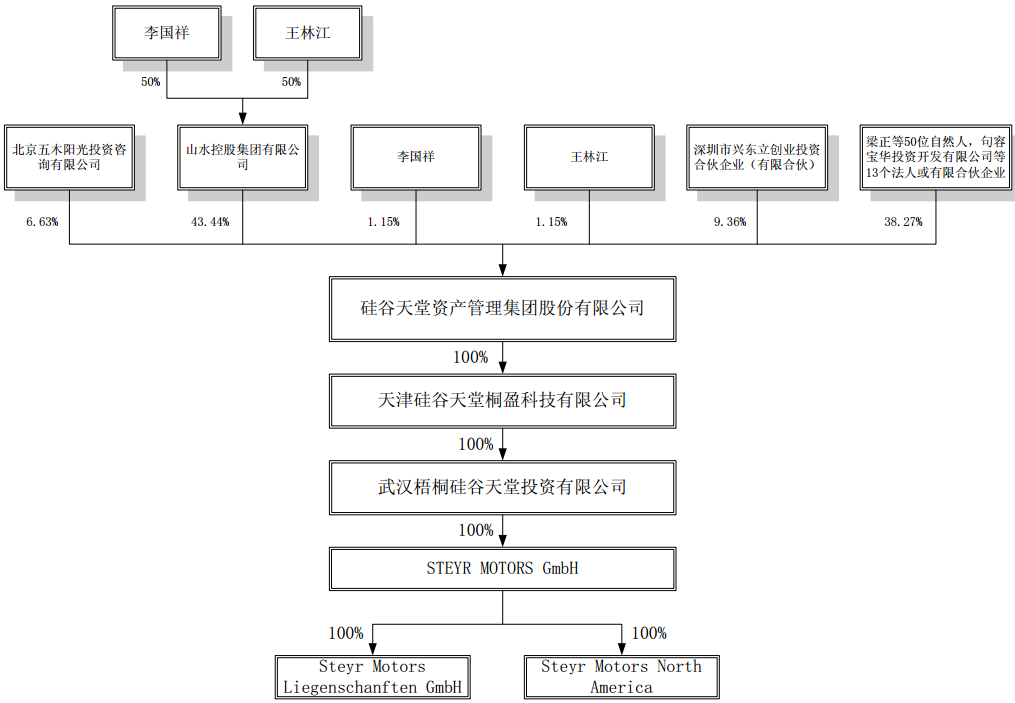 李国祥
王林江
50%
50%
北京五木阳光投资咨
询有限公司
山水控股集团有限公
司
李国祥
王林江
深圳市兴东立创业投资
合伙企业（有限合伙）
梁正等50位自然人，句容
宝华投资开发有限公司等
13个法人或有限合伙企业
6.63%
43.44%
1.15%
1.15%
9.36%
38.27%
硅谷天堂资产管理集团股份有限公司
100%
天津硅谷天堂桐盈科技有限公司
100%
武汉梧桐硅谷天堂投资有限公司
100%
STEYR MOTORS GmbH
100%
100%
Steyr Motors
Liegenschanften GmbH
Steyr Motors North
America